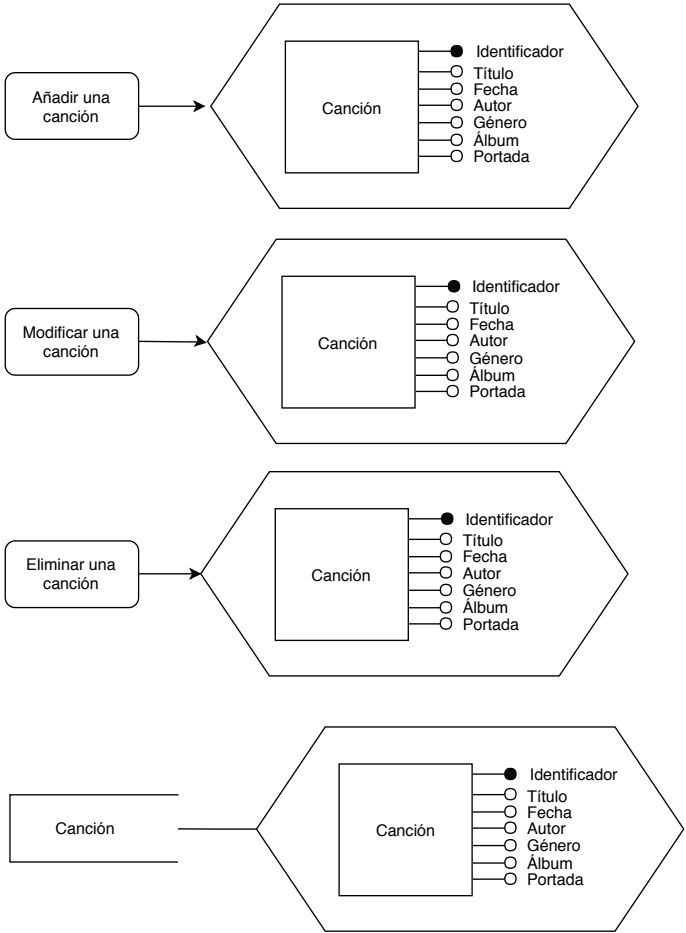 Añadir una
canción
Canción
Identificador
Título
Fecha
Autor
Género
Álbum
Portada
Modificar una
canción
Canción
Identificador
Título
Fecha
Autor
Género
Álbum
Portada
Eliminar una
canción
Canción
Identificador
Título
Fecha
Autor
Género
Álbum
Portada
Canción
Canción
Identificador
Título
Fecha
Autor
Género
Álbum
Portada